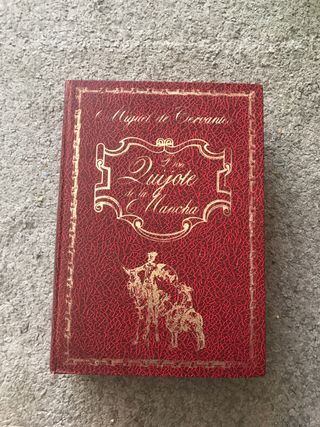 Miguel de Cervantes
Don
Quijote
de la
Mancha